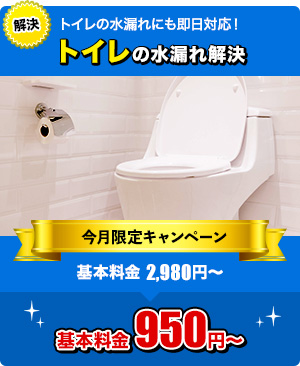 解決
トイレの水漏れにも即日対応！
トイレの水漏れ解決
今月限定キャンペーン
基本料金 2,980円〜
基本料金 950円〜